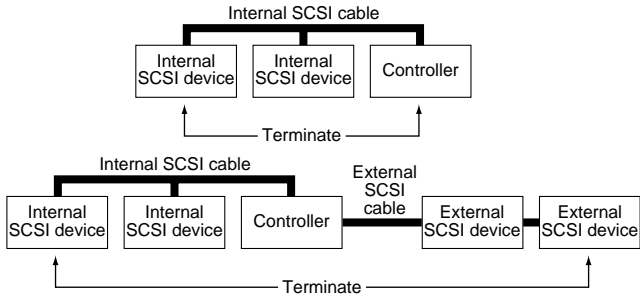 Internal SCSI cable
Internal
SCSI device
Internal
SCSI device
Controller
Terminate
Internal SCSI cable
External
SCSI
cable
Internal
SCSI device
Internal
SCSI device
Controller
External
SCSI device
External
SCSI device
Terminate